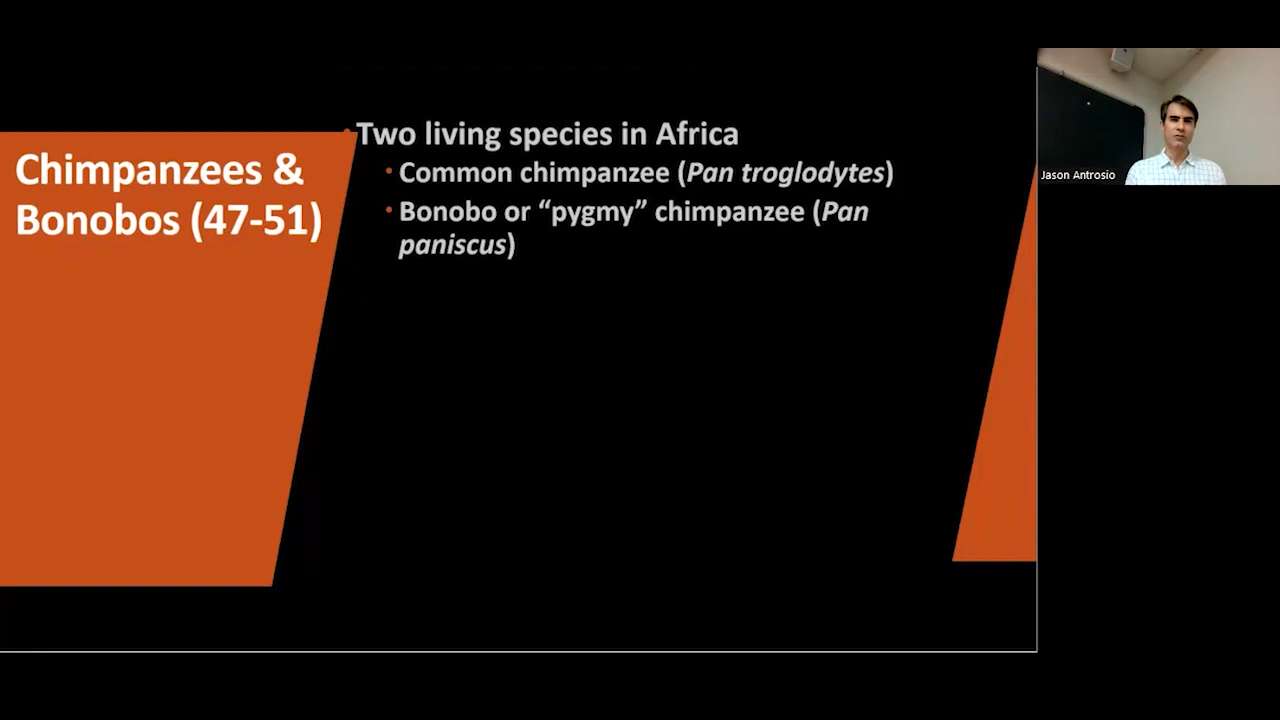 Chimpanzees &
Bonobos (47-51)
Two living species in Africa
Common chimpanzee (Pan troglodytes)
Bonobo or “pygmy” chimpanzee (Pan
paniscus)
Jason Antrosio